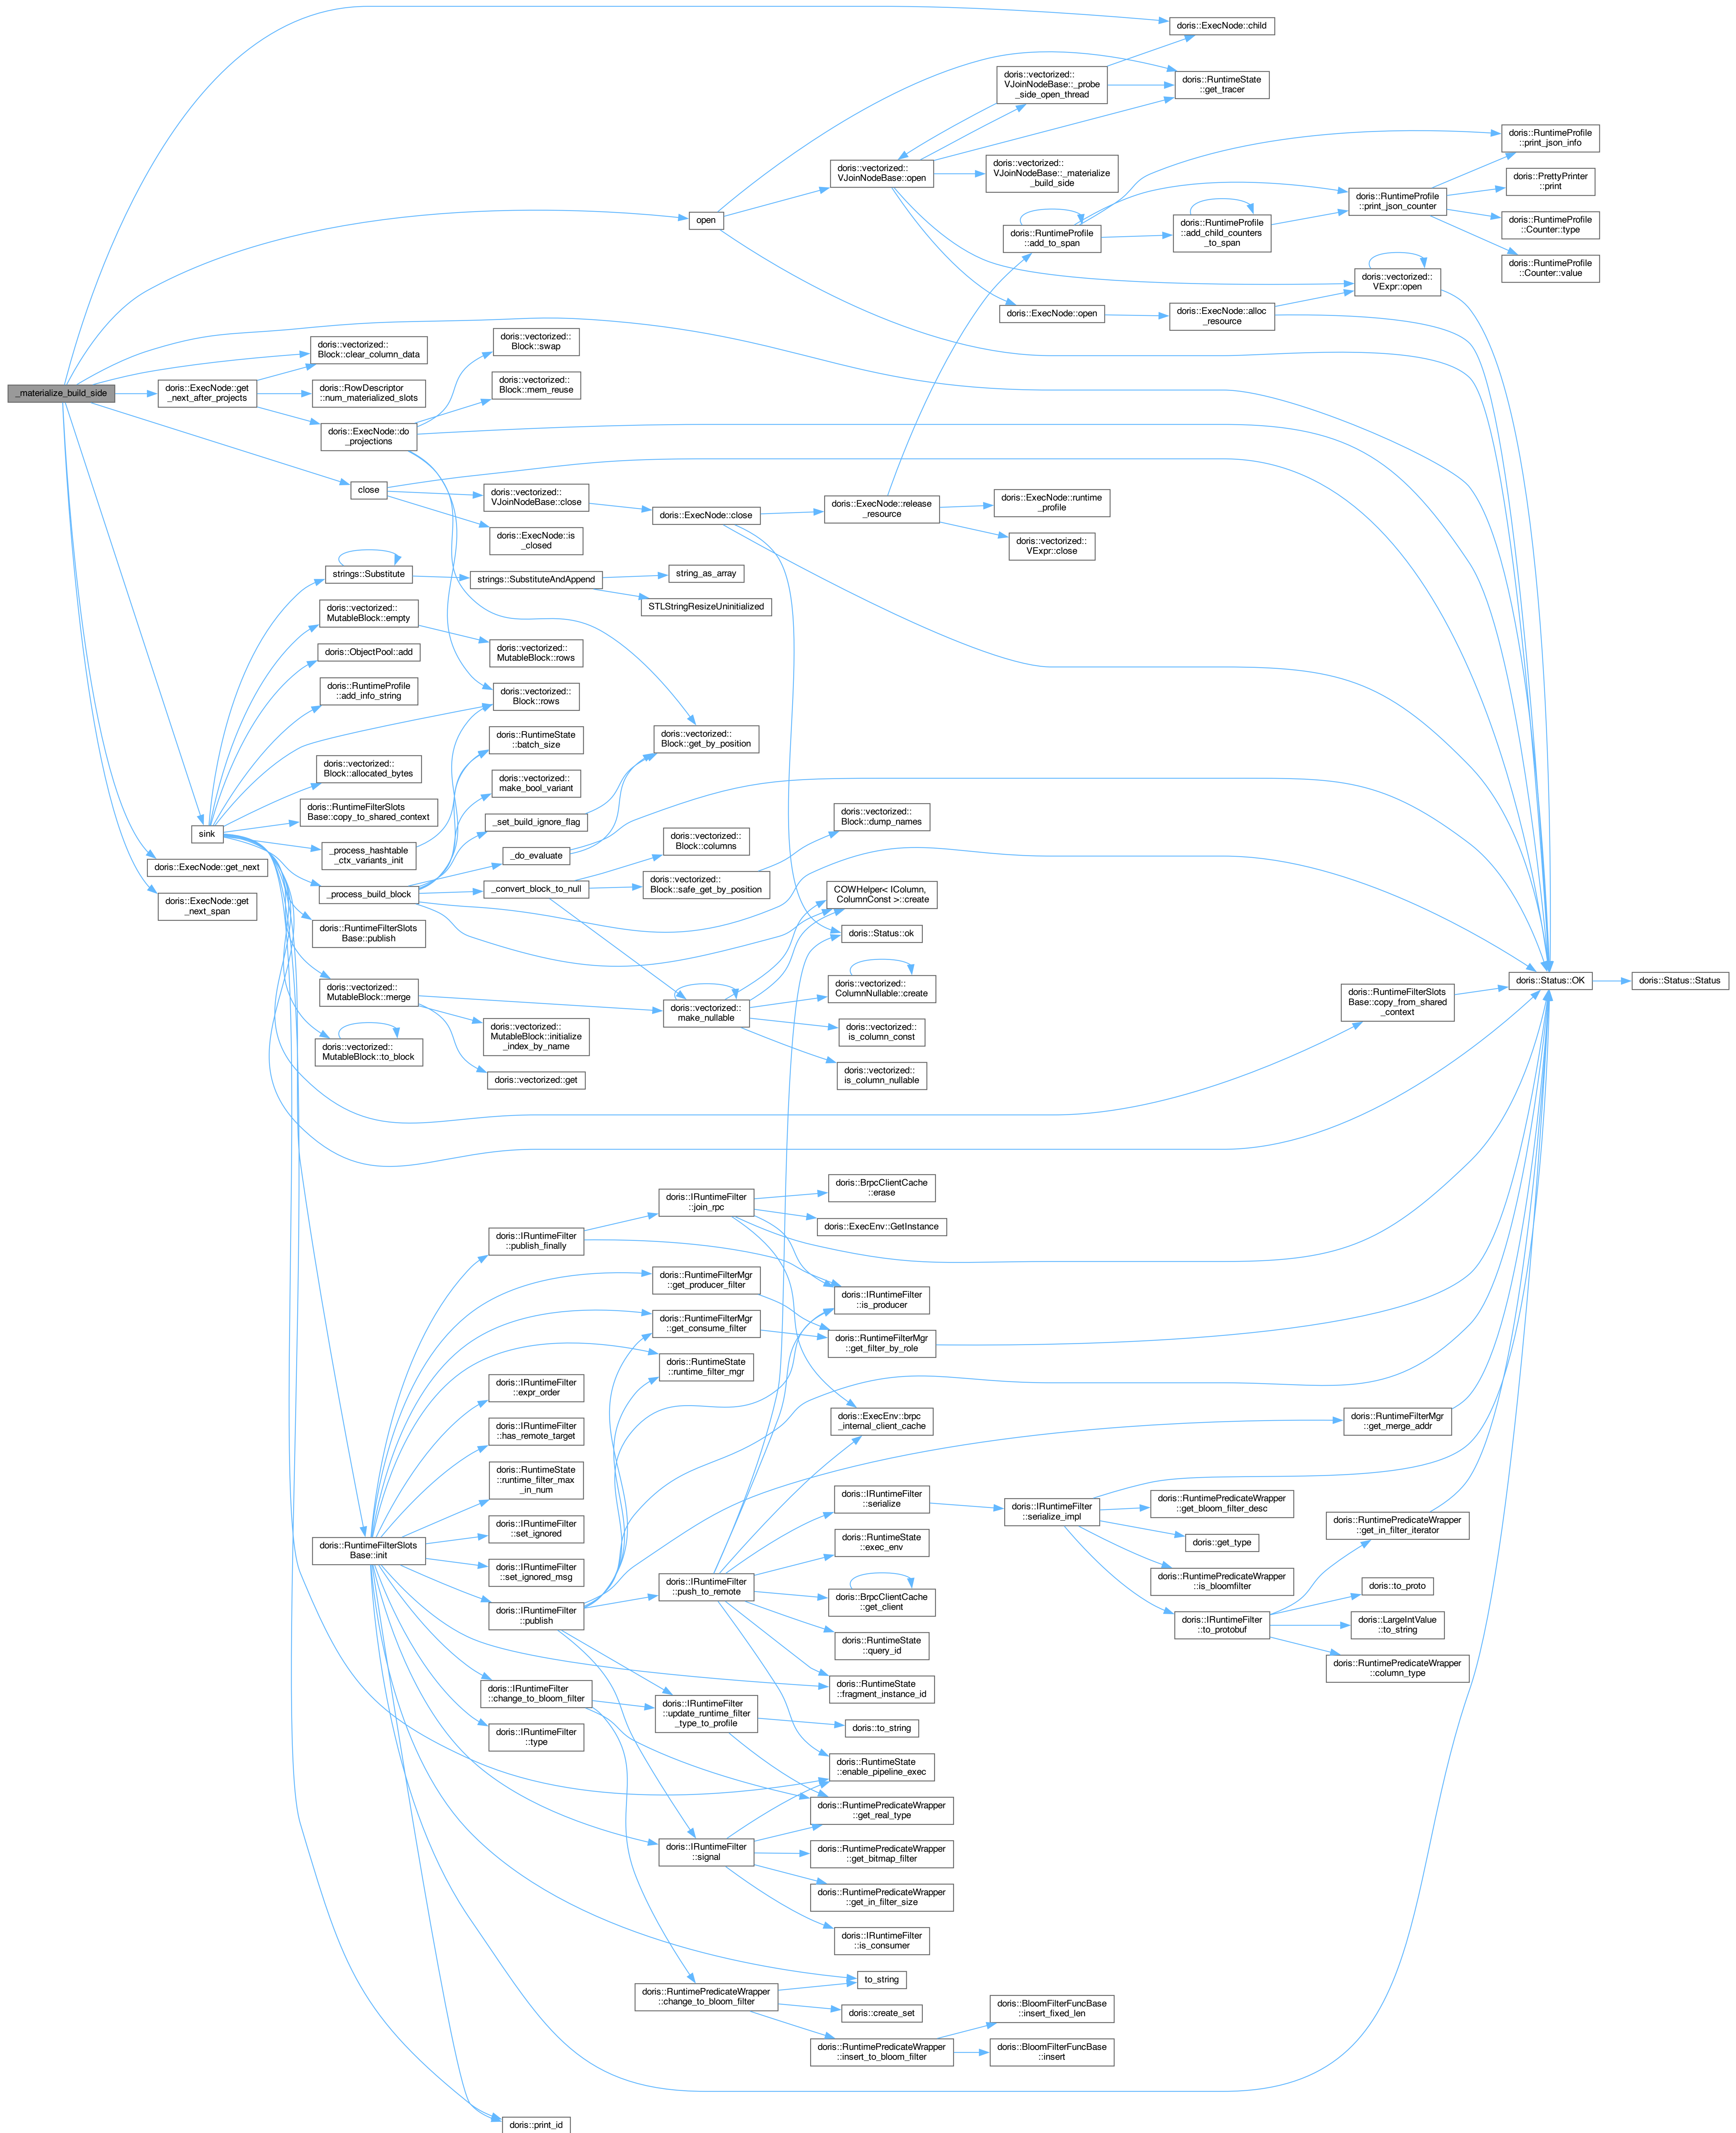 doris::ExecNode::child
doris::vectorized::
VJoinNodeBase::_probe
_side_open_thread
doris::RuntimeState
::get_tracer
doris::RuntimeProfile
::print_json_info
doris::vectorized::
VJoinNodeBase::open
doris::vectorized::
VJoinNodeBase::_materialize
_build_side
doris::PrettyPrinter
::print
doris::RuntimeProfile
::print_json_counter
open
doris::RuntimeProfile
::add_to_span
doris::RuntimeProfile
::add_child_counters
_to_span
doris::RuntimeProfile
::Counter::type
doris::RuntimeProfile
::Counter::value
doris::vectorized::
VExpr::open
doris::ExecNode::open
doris::ExecNode::alloc
_resource
doris::vectorized::
Block::swap
doris::vectorized::
Block::clear_column_data
doris::vectorized::
Block::mem_reuse
_materialize_build_side
doris::ExecNode::get
_next_after_projects
doris::RowDescriptor
::num_materialized_slots
doris::ExecNode::do
_projections
close
doris::vectorized::
VJoinNodeBase::close
doris::ExecNode::is
_closed
doris::ExecNode::close
doris::ExecNode::release
_resource
doris::ExecNode::runtime
_profile
doris::vectorized::
VExpr::close
strings::Substitute
strings::SubstituteAndAppend
string_as_array
STLStringResizeUninitialized
doris::vectorized::
MutableBlock::empty
doris::vectorized::
MutableBlock::rows
doris::ObjectPool::add
doris::RuntimeProfile
::add_info_string
doris::vectorized::
Block::rows
doris::RuntimeState
::batch_size
doris::vectorized::
Block::get_by_position
doris::vectorized::
Block::allocated_bytes
doris::vectorized::
make_bool_variant
doris::RuntimeFilterSlots
Base::copy_to_shared_context
_set_build_ignore_flag
doris::vectorized::
Block::dump_names
sink
_process_hashtable
_ctx_variants_init
_do_evaluate
doris::vectorized::
Block::columns
doris::ExecNode::get_next
_process_build_block
_convert_block_to_null
doris::vectorized::
Block::safe_get_by_position
COWHelper< IColumn,
ColumnConst >::create
doris::ExecNode::get
_next_span
doris::RuntimeFilterSlots
Base::publish
doris::Status::ok
doris::vectorized::
MutableBlock::merge
doris::vectorized::
make_nullable
doris::vectorized::
ColumnNullable::create
doris::RuntimeFilterSlots
Base::copy_from_shared
_context
doris::Status::OK
doris::Status::Status
doris::vectorized::
MutableBlock::to_block
doris::vectorized::
MutableBlock::initialize
_index_by_name
doris::vectorized::
is_column_const
doris::vectorized::get
doris::vectorized::
is_column_nullable
doris::IRuntimeFilter
::join_rpc
doris::BrpcClientCache
::erase
doris::ExecEnv::GetInstance
doris::IRuntimeFilter
::publish_finally
doris::RuntimeFilterMgr
::get_producer_filter
doris::IRuntimeFilter
::is_producer
doris::RuntimeFilterMgr
::get_consume_filter
doris::RuntimeFilterMgr
::get_filter_by_role
doris::RuntimeState
::runtime_filter_mgr
doris::IRuntimeFilter
::expr_order
doris::IRuntimeFilter
::has_remote_target
doris::ExecEnv::brpc
_internal_client_cache
doris::RuntimeFilterMgr
::get_merge_addr
doris::RuntimeState
::runtime_filter_max
_in_num
doris::IRuntimeFilter
::serialize
doris::IRuntimeFilter
::serialize_impl
doris::RuntimePredicateWrapper
::get_bloom_filter_desc
doris::RuntimePredicateWrapper
::get_in_filter_iterator
doris::IRuntimeFilter
::set_ignored
doris::RuntimeState
::exec_env
doris::get_type
doris::RuntimeFilterSlots
Base::init
doris::IRuntimeFilter
::set_ignored_msg
doris::IRuntimeFilter
::push_to_remote
doris::BrpcClientCache
::get_client
doris::RuntimePredicateWrapper
::is_bloomfilter
doris::to_proto
doris::IRuntimeFilter
::publish
doris::IRuntimeFilter
::to_protobuf
doris::LargeIntValue
::to_string
doris::RuntimeState
::query_id
doris::RuntimePredicateWrapper
::column_type
doris::IRuntimeFilter
::change_to_bloom_filter
doris::RuntimeState
::fragment_instance_id
doris::IRuntimeFilter
::update_runtime_filter
_type_to_profile
doris::to_string
doris::IRuntimeFilter
::type
doris::RuntimeState
::enable_pipeline_exec
doris::RuntimePredicateWrapper
::get_real_type
doris::IRuntimeFilter
::signal
doris::RuntimePredicateWrapper
::get_bitmap_filter
doris::RuntimePredicateWrapper
::get_in_filter_size
doris::IRuntimeFilter
::is_consumer
to_string
doris::RuntimePredicateWrapper
::change_to_bloom_filter
doris::create_set
doris::BloomFilterFuncBase
::insert_fixed_len
doris::RuntimePredicateWrapper
::insert_to_bloom_filter
doris::BloomFilterFuncBase
::insert
doris::print_id